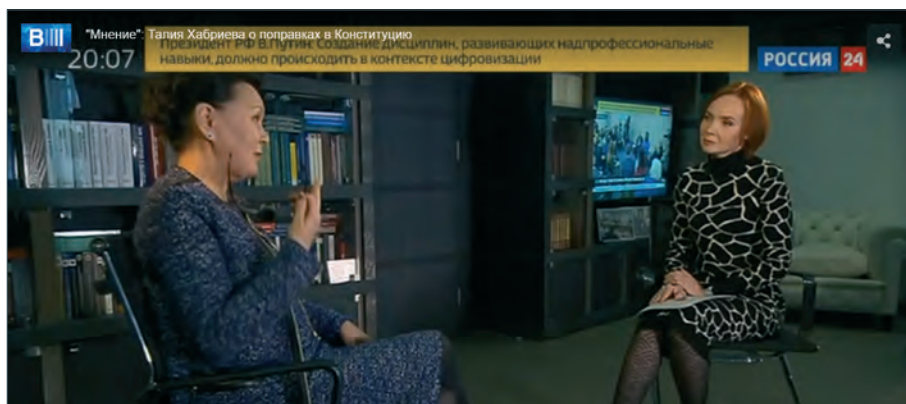 "Мнение": Талия Хабриева о поправках в Конституцию
20:07
Президент РФ В.Путин: Создание дисциплин, развивающих надпрофессиональные
навыки, должно происходить в контексте цифровизации
РОССИЯ 24